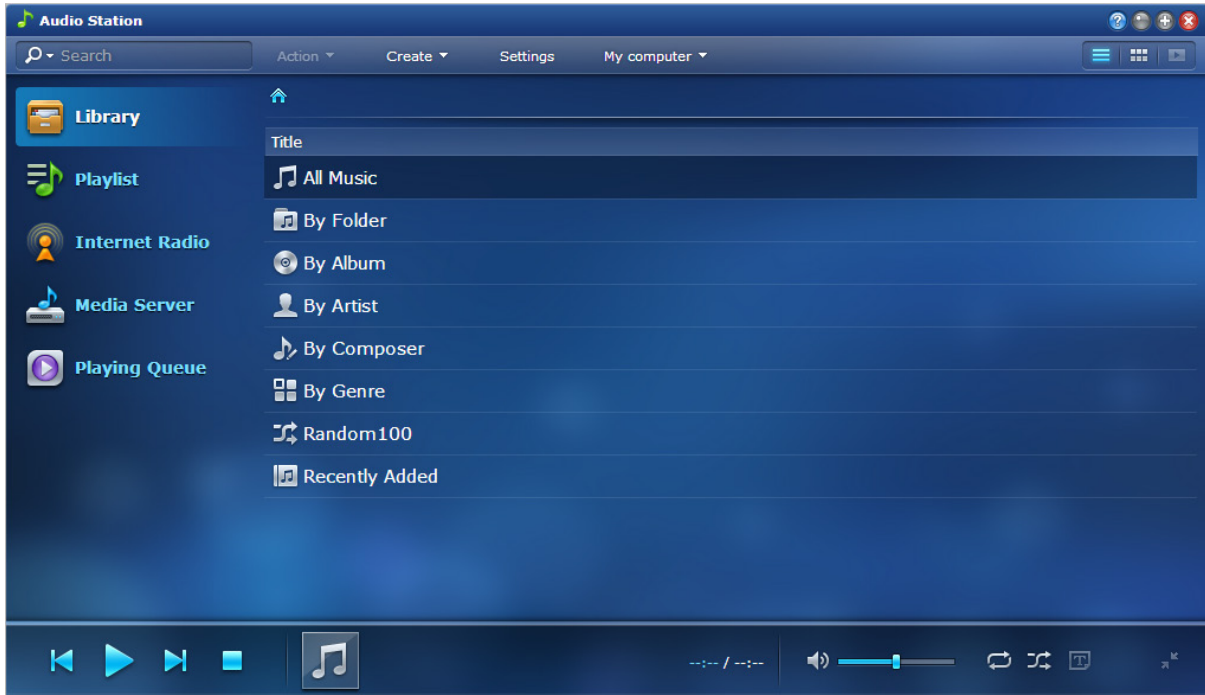 Audio Station
Search Action Create Settings My computer
Library
Title
All Music
Playlist
By Folder
Internet Radio
By Album
Media Server
By Artist
By Composer
Playing Queue
By Genre
Random100
Recently Added
--:-- / --:--